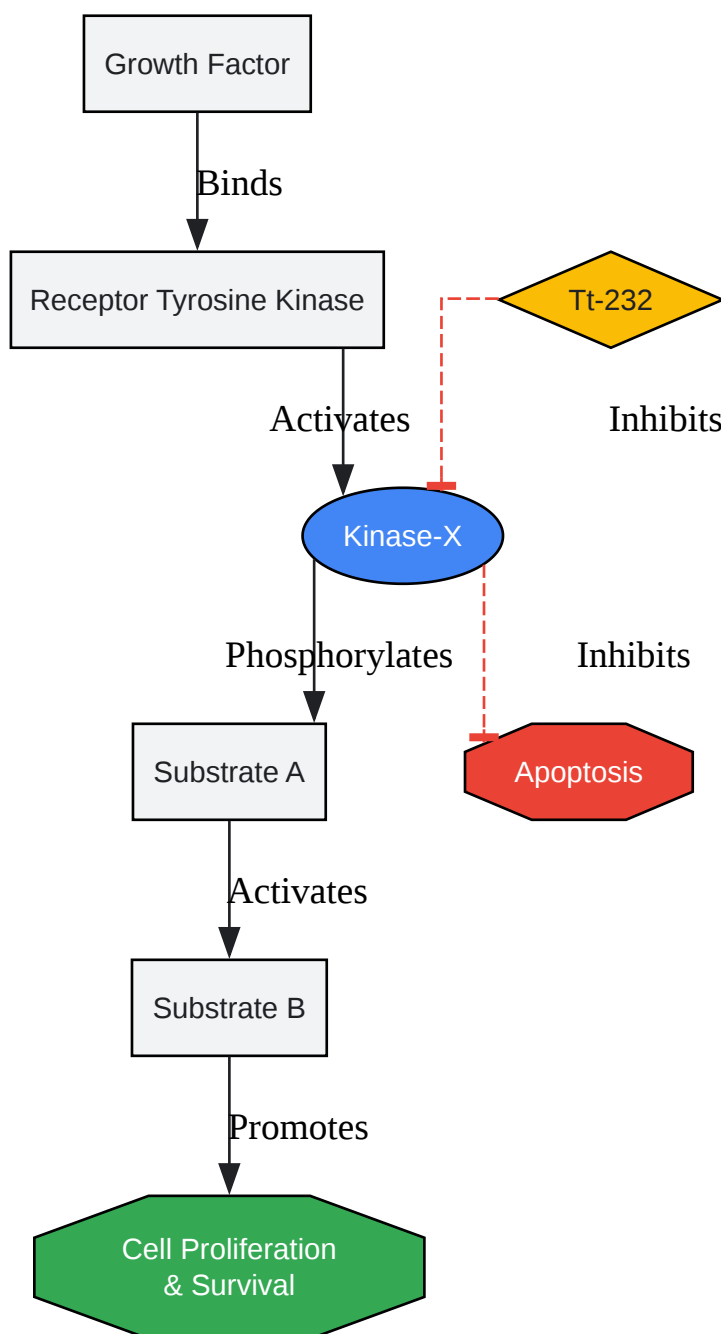 Growth Factor
Binds
Receptor Tyrosine Kinase
Tt-232
Activates
Inhibits
Kinase-X
Phosphorylates
Inhibits
Substrate A
Apoptosis
Activates
Substrate B
Promotes
Cell Proliferation
& Survival